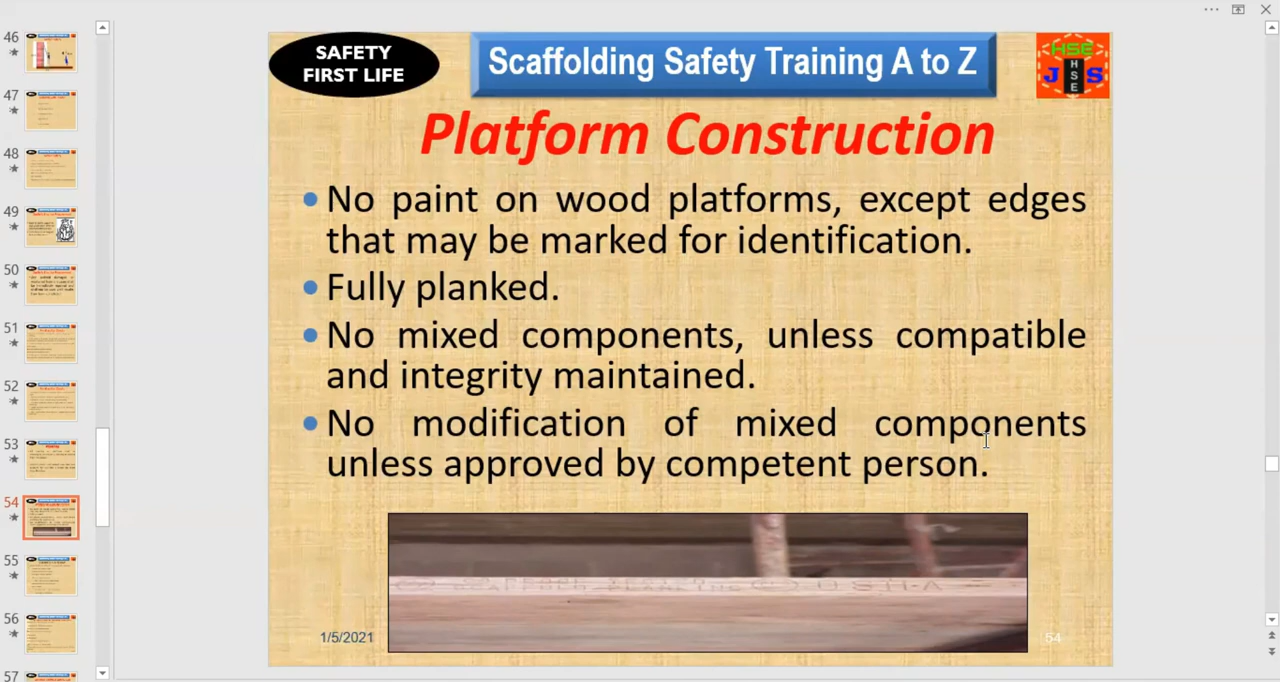 46
47
48
49
50
51
52
53
54
55
56
57
SAFETY
FIRST LIFE
Scaffolding Safety Training A to Z
HSE
J HSE S
Platform Construction
• No paint on wood platforms, except edges
that may be marked for identification.
• Fully planked.
• No mixed components, unless compatible
and integrity maintained.
• No modification of mixed components
unless approved by competent person.
OSHA
1/5/2021
54